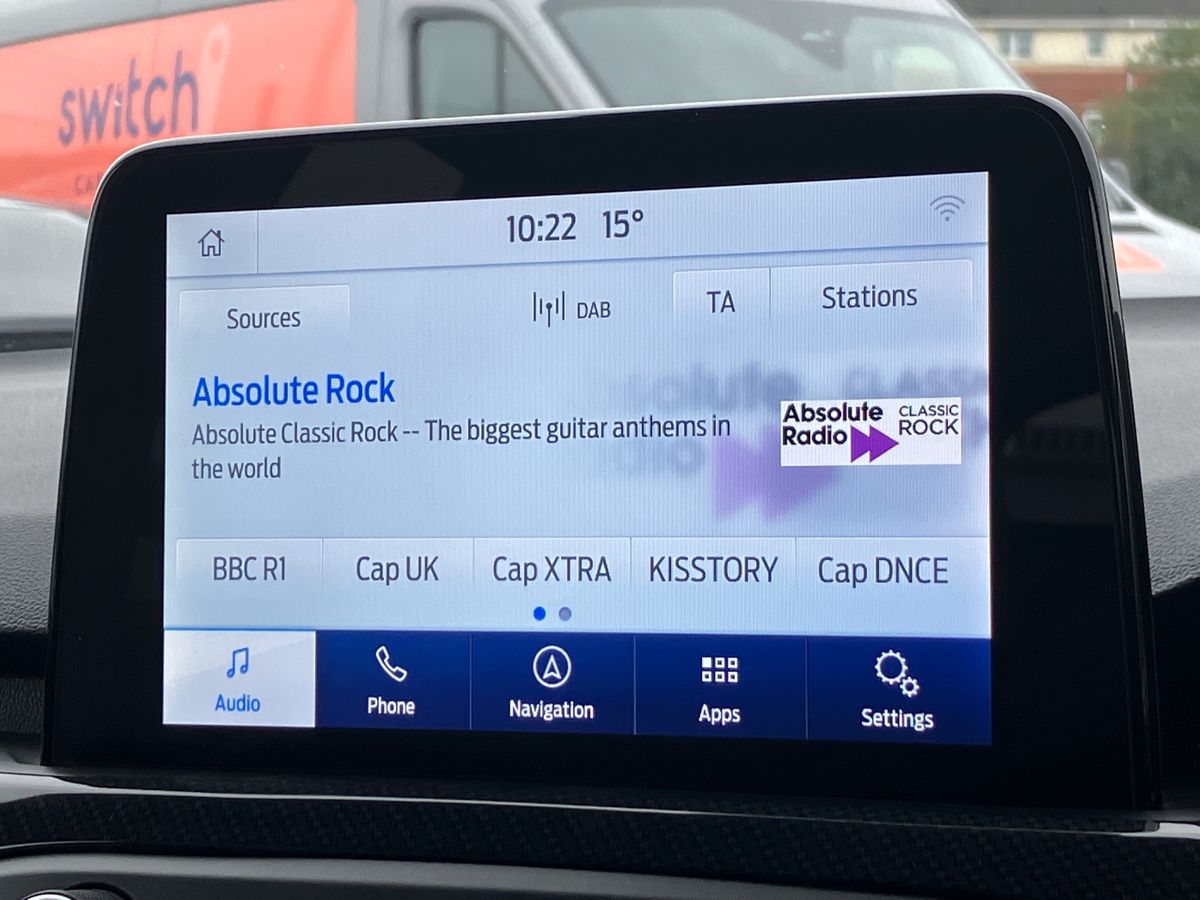 switch
10:22 15°
Sources
DAB
TA
Stations
Absolute Rock
Absolute Classic Rock -- The biggest guitar anthems in
the world
Absolute
Radio
CLASSIC
ROCK
BBC R1
Cap UK
Cap XTRA
KISSTORY
Cap DNCE
Audio
Phone
Navigation
Apps
Settings